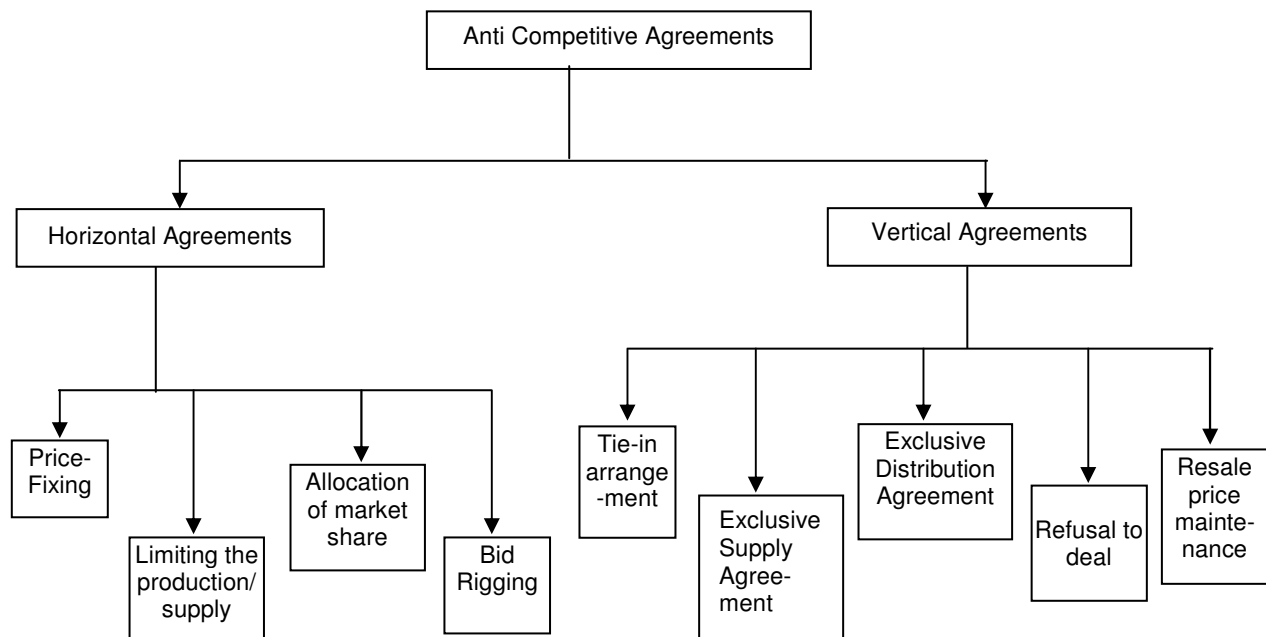 Anti Competitive Agreements
Horizontal Agreements
Vertical Agreements
Price-
Fixing
Limiting the
production/
supply
Allocation
of market
share
Bid
Rigging
Tie-in
arrange
-ment
Exclusive
Supply
Agree-
ment
Exclusive
Distribution
Agreement
Refusal to
deal
Resale
price
mainte-
nance